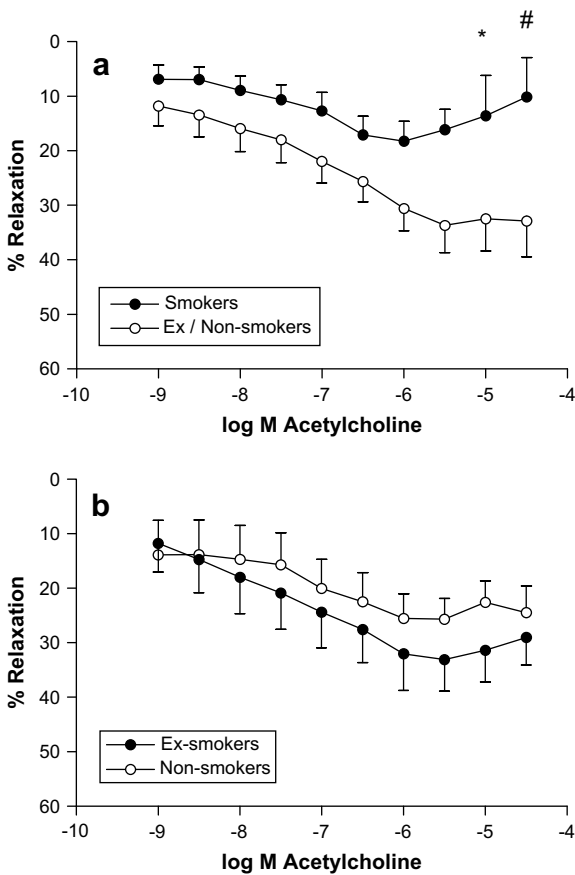 * #
0
a
10
20
30
40
50
60
% Relaxation
Smokers
Ex / Non-smokers
-10 -9 -8 -7 -6 -5 -4
log M Acetylcholine
0
b
10
20
30
40
50
60
% Relaxation
Ex-smokers
Non-smokers
-10 -9 -8 -7 -6 -5 -4
log M Acetylcholine